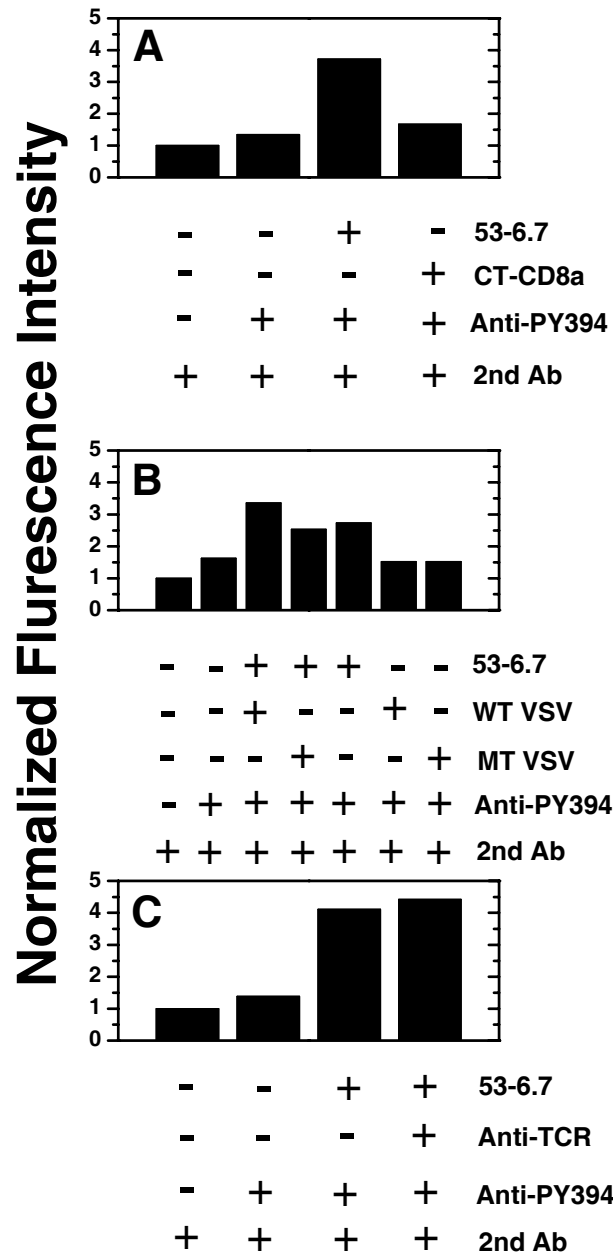 Normalized Flurescence Intensity
A
5
4
3
2
1
0
- - + - 53-6.7
- - - + CT-CD8a
- + + + Anti-PY394
+ + + + 2nd Ab
B
5
4
3
2
1
0
- - + + + - - 53-6.7
- - + - - + - WT VSV
- - - + - - + MT VSV
- + + + + + + Anti-PY394
+ + + + + + + 2nd Ab
C
5
4
3
2
1
0
- - + + 53-6.7
- - - + Anti-TCR
- + + + Anti-PY394
+ + + + 2nd Ab